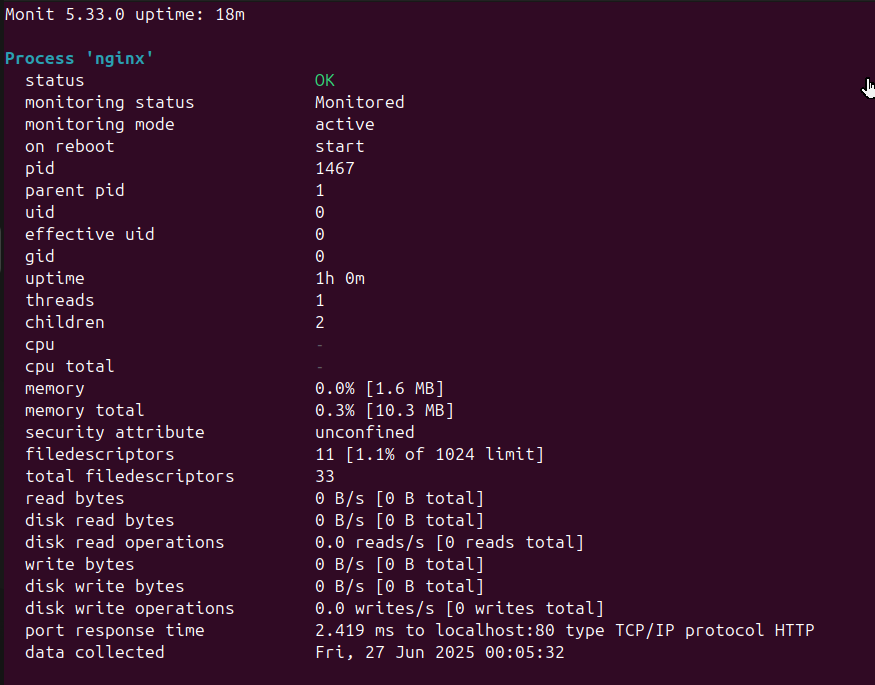 Monit 5.33.0 uptime: 18m
Process 'nginx'
status OK
monitoring status Monitored
monitoring mode active
on reboot start
pid 1467
parent pid 1
uid 0
effective uid 0
gid 0
uptime 1h 0m
threads 1
children 2
cpu -
cpu total -
memory 0.0% [1.6 MB]
memory total 0.3% [10.3 MB]
security attribute unconfined
filedescriptors 11 [1.1% of 1024 limit]
total filedescriptors 33
read bytes 0 B/s [0 B total]
disk read bytes 0 B/s [0 B total]
disk read operations 0.0 reads/s [0 reads total]
write bytes 0 B/s [0 B total]
disk write bytes 0 B/s [0 B total]
disk write operations 0.0 writes/s [0 writes total]
port response time 2.419 ms to localhost:80 type TCP/IP protocol HTTP
data collected Fri, 27 Jun 2025 00:05:32